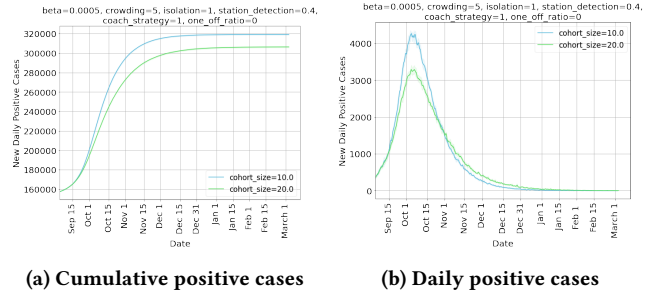 beta=0.0005, crowding=5, isolation=1, station_detection=0.4,
coach_strategy=1, one_off_ratio=0
New Daily Positive Cases
320000
300000
280000
260000
240000
220000
200000
180000
160000
cohort_size=10.0
cohort_size=20.0
Sep 15
Oct 1
Oct 15
Nov 1
Nov 15
Dec 1
Dec 15
Dec 31
Jan 1
Jan 15
Feb 1
Feb 15
March 1
Date
(a) Cumulative positive cases
beta=0.0005, crowding=5, isolation=1, station_detection=0.4,
coach_strategy=1, one_off_ratio=0
New Daily Positive Cases
4000
3000
2000
1000
0
cohort_size=10.0
cohort_size=20.0
Sep 15
Oct 1
Oct 15
Nov 1
Nov 15
Dec 1
Dec 15
Dec 31
Jan 1
Jan 15
Feb 1
Feb 15
March 1
Date
(b) Daily positive cases